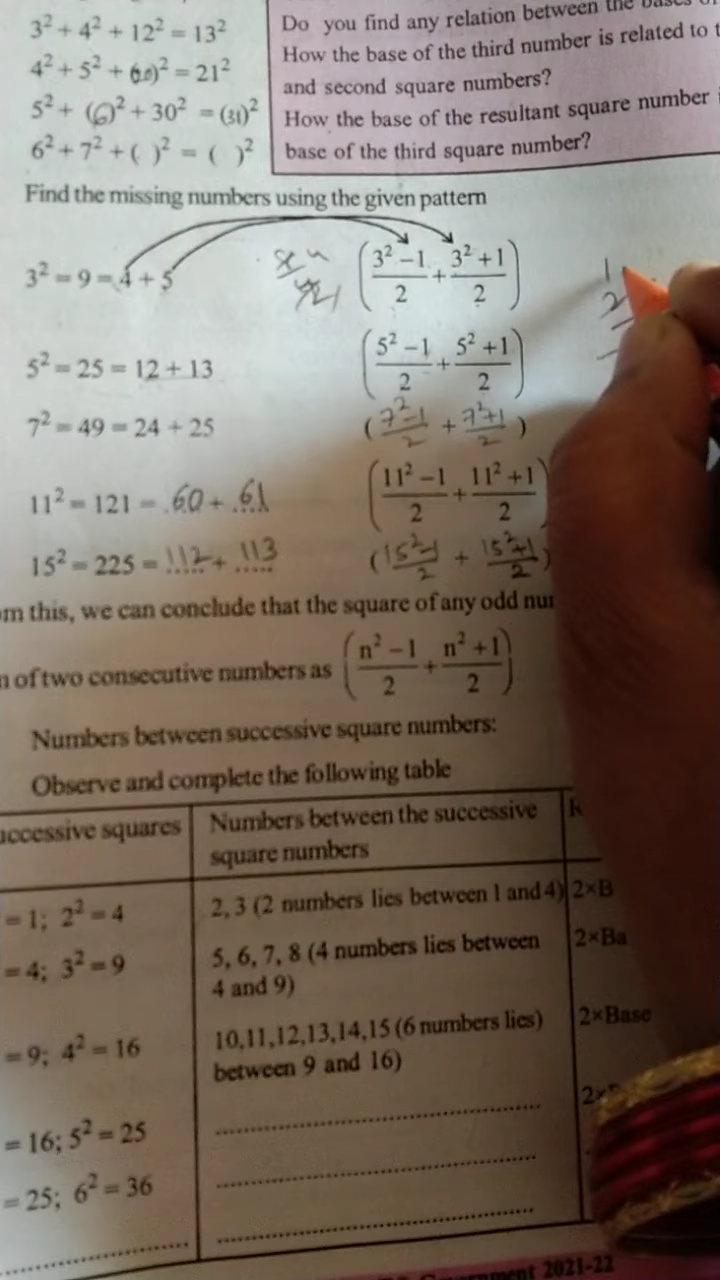 3² + 4² + 12² = 13²
4² + 5² + (20)² = 21²
5² + (6)² + 30² = (31)²
6² + 7² + ( )² = ( )²
Do you find any relation between the bases of
How the base of the third number is related to
and second square numbers?
How the base of the resultant square number
base of the third square number?
Find the missing numbers using the given pattern
3² = 9 = 4 + 5 ((3² − 1)/2 + (3² + 1)/2)
5² = 25 = 12 + 13 ((5² − 1)/2 + (5² + 1)/2)
7² = 49 = 24 + 25 ((7² − 1)/2 + (7² + 1)/2)
11² = 121 = 60 + 61 ((11² − 1)/2 + (11² + 1)/2)
15² = 225 = 112 + 113 ((15² − 1)/2 + (15² + 1)/2)
this, we can conclude that the square of any odd
of two consecutive numbers as ((n² − 1)/2 + (n² + 1)/2)
Numbers between successive square numbers:
Observe and complete the following table
squares | Numbers between the successive square numbers
= 1; 2² = 4 | 2, 3 (2 numbers lies between 1 and 4) | 2×B
= 4; 3² = 9 | 5, 6, 7, 8 (4 numbers lies between 4 and 9) | 2×Ba
= 9; 4² = 16 | 10,11,12,13,14,15 (6 numbers lies) between 9 and 16) | 2×Base
= 16; 5² = 25 | .......... | 2×
= 25; 6² = 36 | ..........
.......... | ..........
2021-22